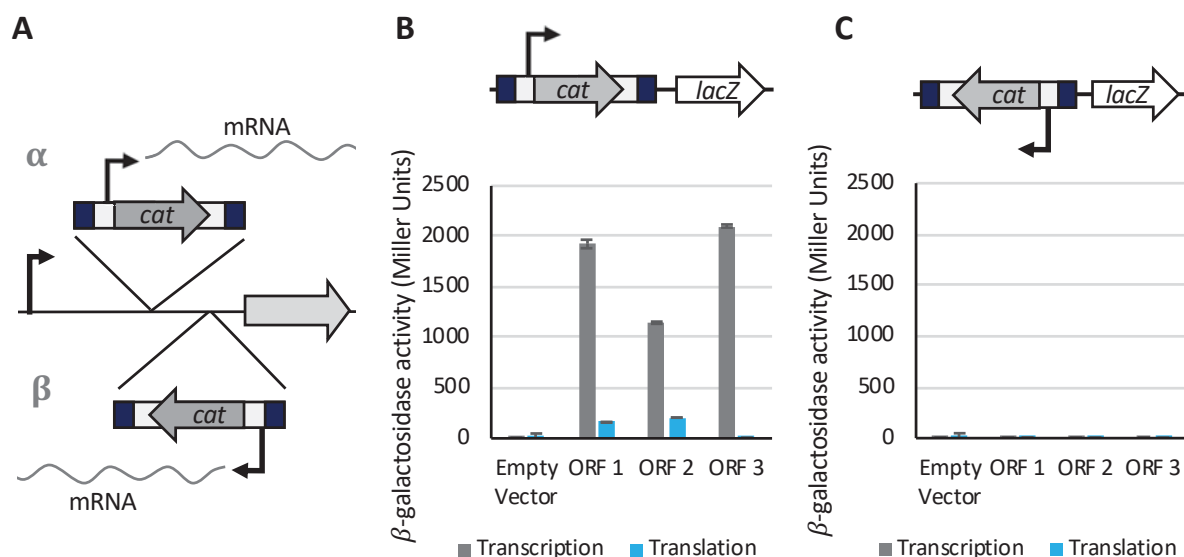 A
mRNA
α
cat
β
cat
mRNA
B
cat
lacZ
β-galactosidase activity (Miller Units)
2500
2000
1500
1000
500
0
Empty Vector
ORF 1
ORF 2
ORF 3
Transcription
Translation
C
cat
lacZ
β-galactosidase activity (Miller Units)
2500
2000
1500
1000
500
0
Empty Vector
ORF 1
ORF 2
ORF 3
Transcription
Translation